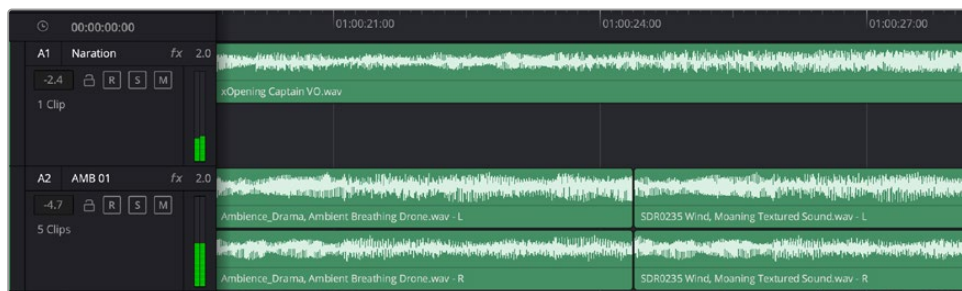 00:00:00:00
01:00:21:00
01:00:24:00
01:00:27:00
A1 Naration fx 2.0
-2.4 R S M
1 Clip
xOpening Captain VO.wav
A2 AMB 01 fx 2.0
-4.7 R S M
5 Clips
Ambience_Drama, Ambient Breathing Drone.wav - L
SDR0235 Wind, Moaning Textured Sound.wav - L
Ambience_Drama, Ambient Breathing Drone.wav - R
SDR0235 Wind, Moaning Textured Sound.wav - R